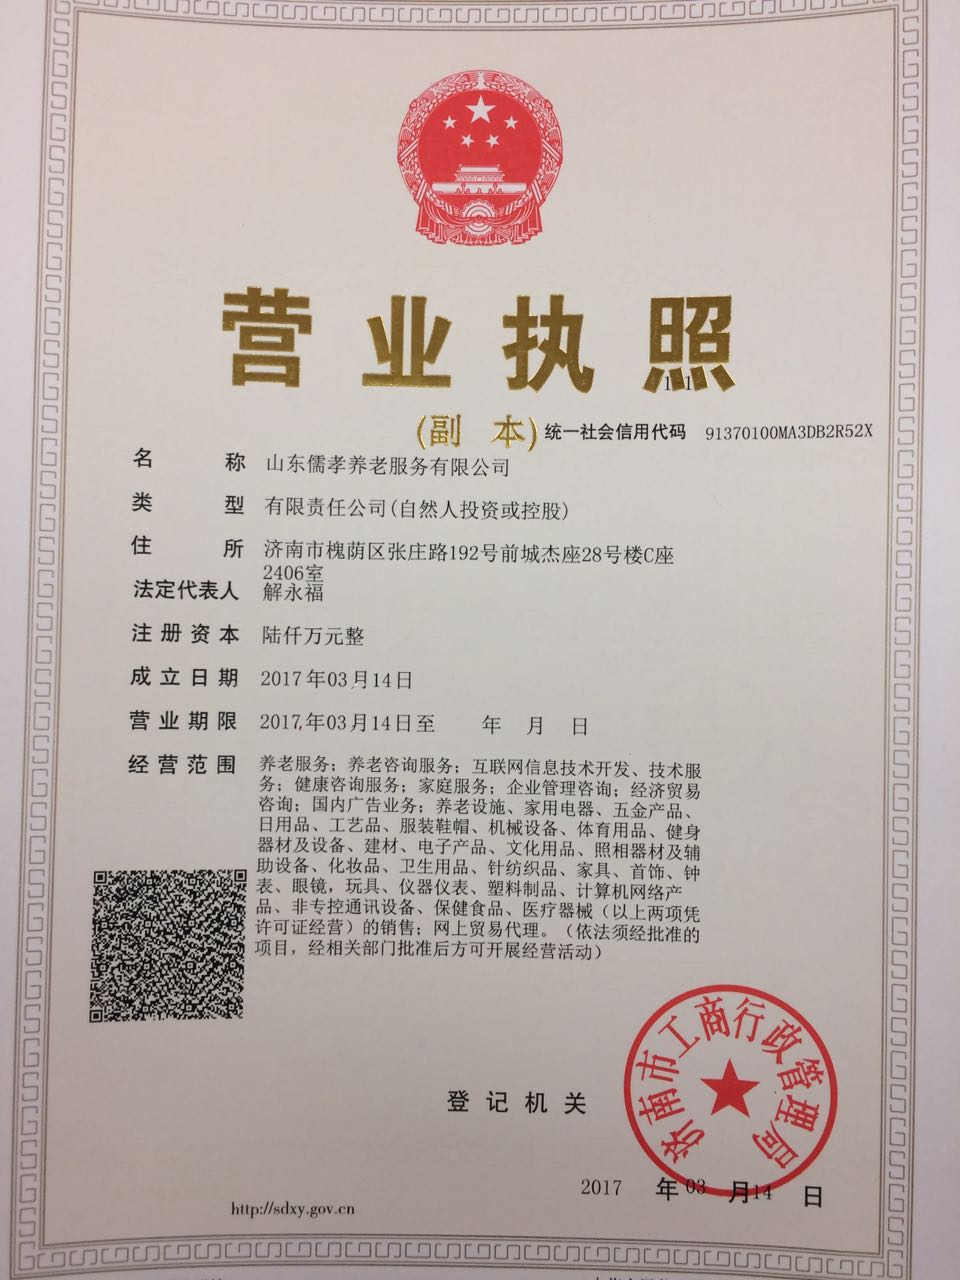 营业执照
1-1
(副 本) 统一社会信用代码 91370100MA3DB2R52X
名 称 山东儒孝养老服务有限公司
类 型 有限责任公司(自然人投资或控股)
住 所 济南市槐荫区张庄路192号前城杰座28号楼C座
2406室
法定代表人 解永福
注册资本 陆仟万元整
成立日期 2017年03月14日
营业期限 2017年03月14日至 年 月 日
经营范围 养老服务；养老咨询服务；互联网信息技术开发、技术服
务；健康咨询服务；家庭服务；企业管理咨询；经济贸易
咨询；国内广告业务；养老设施、家用电器、五金产品、
日用品、工艺品、服装鞋帽、机械设备、体育用品、健身
器材及设备、建材、电子产品、文化用品、照相器材及辅
助设备、化妆品、卫生用品、针纺织品、家具、首饰、钟
表、眼镜，玩具、仪器仪表、塑料制品、计算机网络产
品、非专控通讯设备、保健食品、医疗器械（以上两项凭
许可证经营）的销售；网上贸易代理。（依法须经批准的
项目，经相关部门批准后方可开展经营活动）
济南市工商行政管理局
登记机关
2017 年 03 月 14 日
http://sdxy.gov.cn